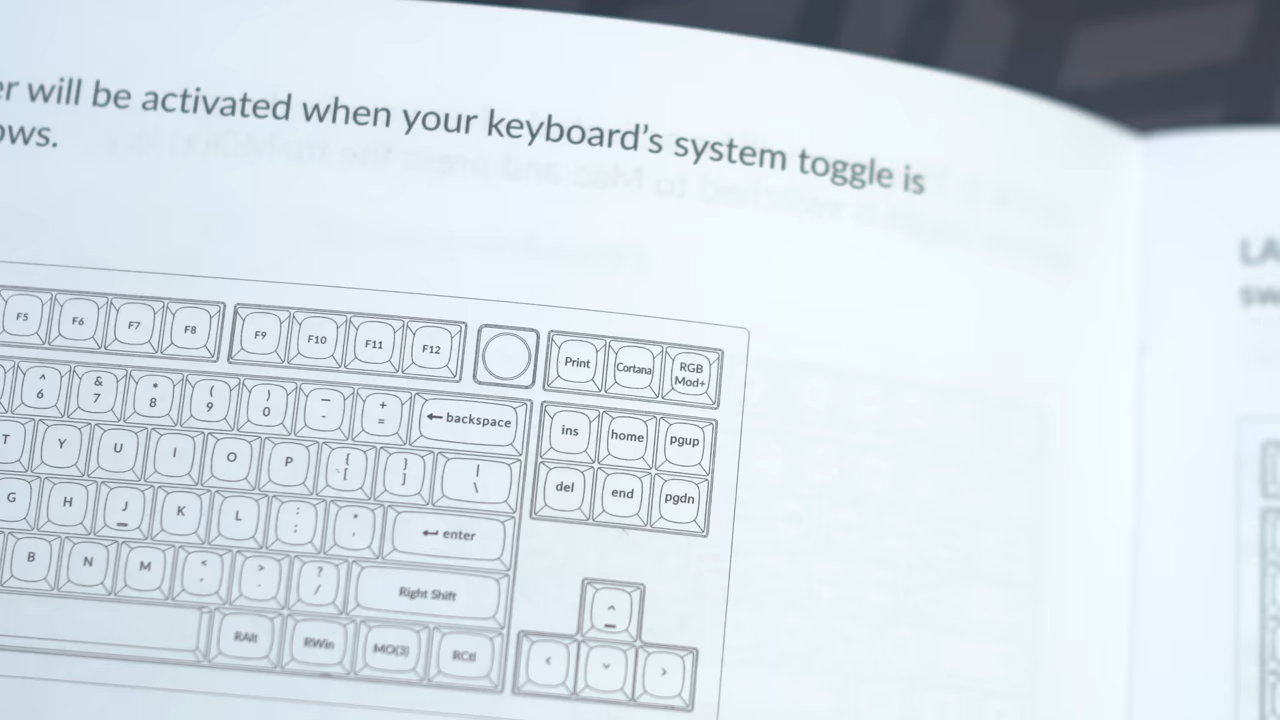 er will be activated when your keyboard's system toggle is
ows.
F5 F6 F7 F8 F9 F10 F11 F12 Print Cortana RGB Mod+
^ 6 & 7 * 8 ( 9 ) 0 — - + = ← backspace ins home pgup
T Y U I O P { [ } ] | \ del end pgdn
G H J K L : ; " ' ↵ enter
B N M < , > . ? / Right Shift ^
RAlt RWin MO(3) RCtl < ⌄ >
LA
sw